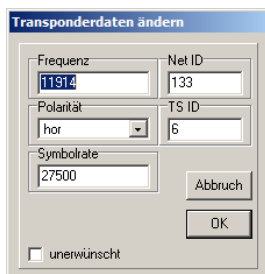 Transponderdaten ändern
Frequenz
Net ID
11914
133
Polarität
TS ID
hor
6
Symbolrate
27500
Abbruch
OK
unerwünscht